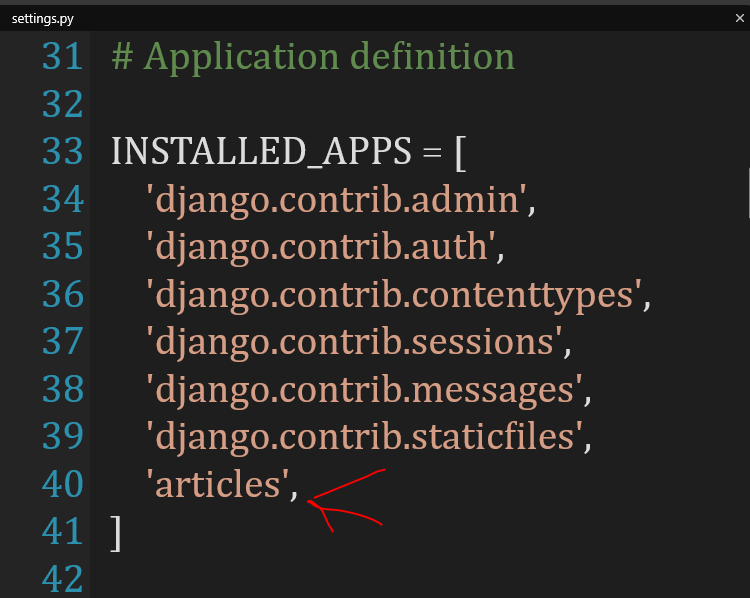 settings.py
31 # Application definition
32
33 INSTALLED_APPS = [
34 'django.contrib.admin',
35 'django.contrib.auth',
36 'django.contrib.contenttypes',
37 'django.contrib.sessions',
38 'django.contrib.messages',
39 'django.contrib.staticfiles',
40 'articles',
41 ]
42